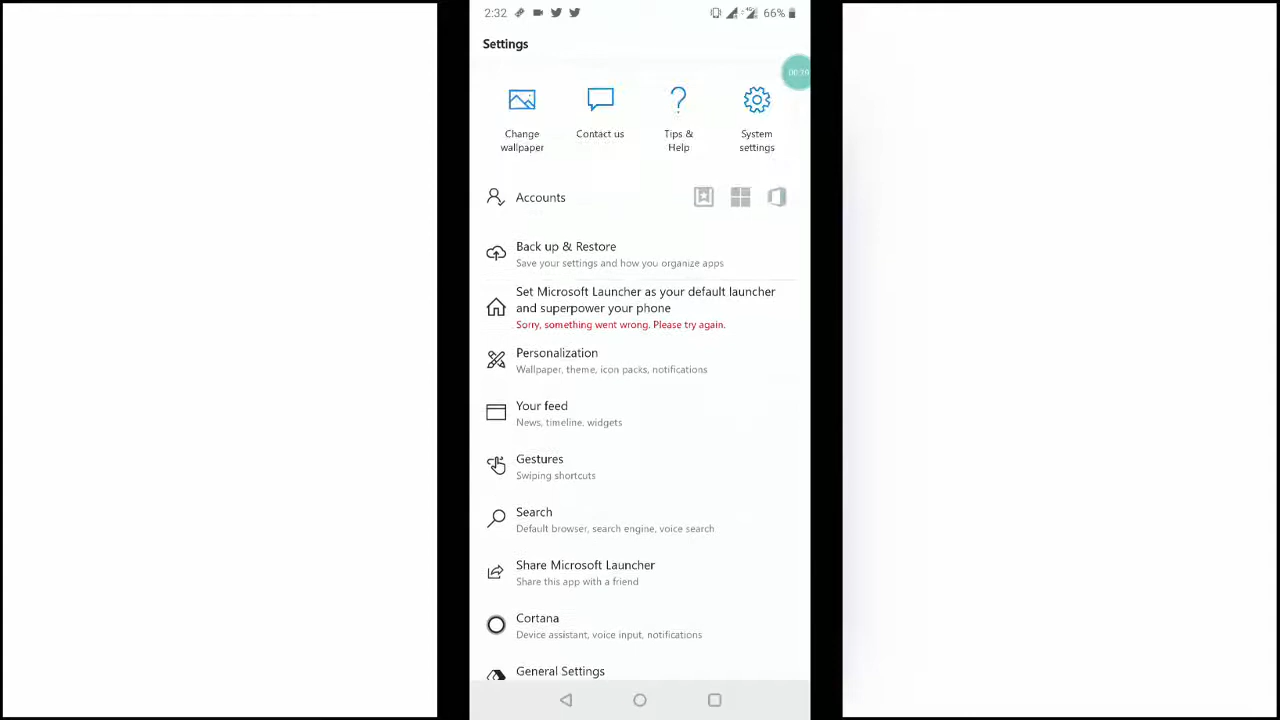 2:32
66%
Settings
00:39
Change
wallpaper
Contact us
Tips &
Help
System
settings
Accounts
Back up & Restore
Save your settings and how you organize apps
Set Microsoft Launcher as your default launcher
and superpower your phone
Sorry, something went wrong. Please try again.
Personalization
Wallpaper, theme, icon packs, notifications
Your feed
News, timeline, widgets
Gestures
Swiping shortcuts
Search
Default browser, search engine, voice search
Share Microsoft Launcher
Share this app with a friend
Cortana
Device assistant, voice input, notifications
General Settings